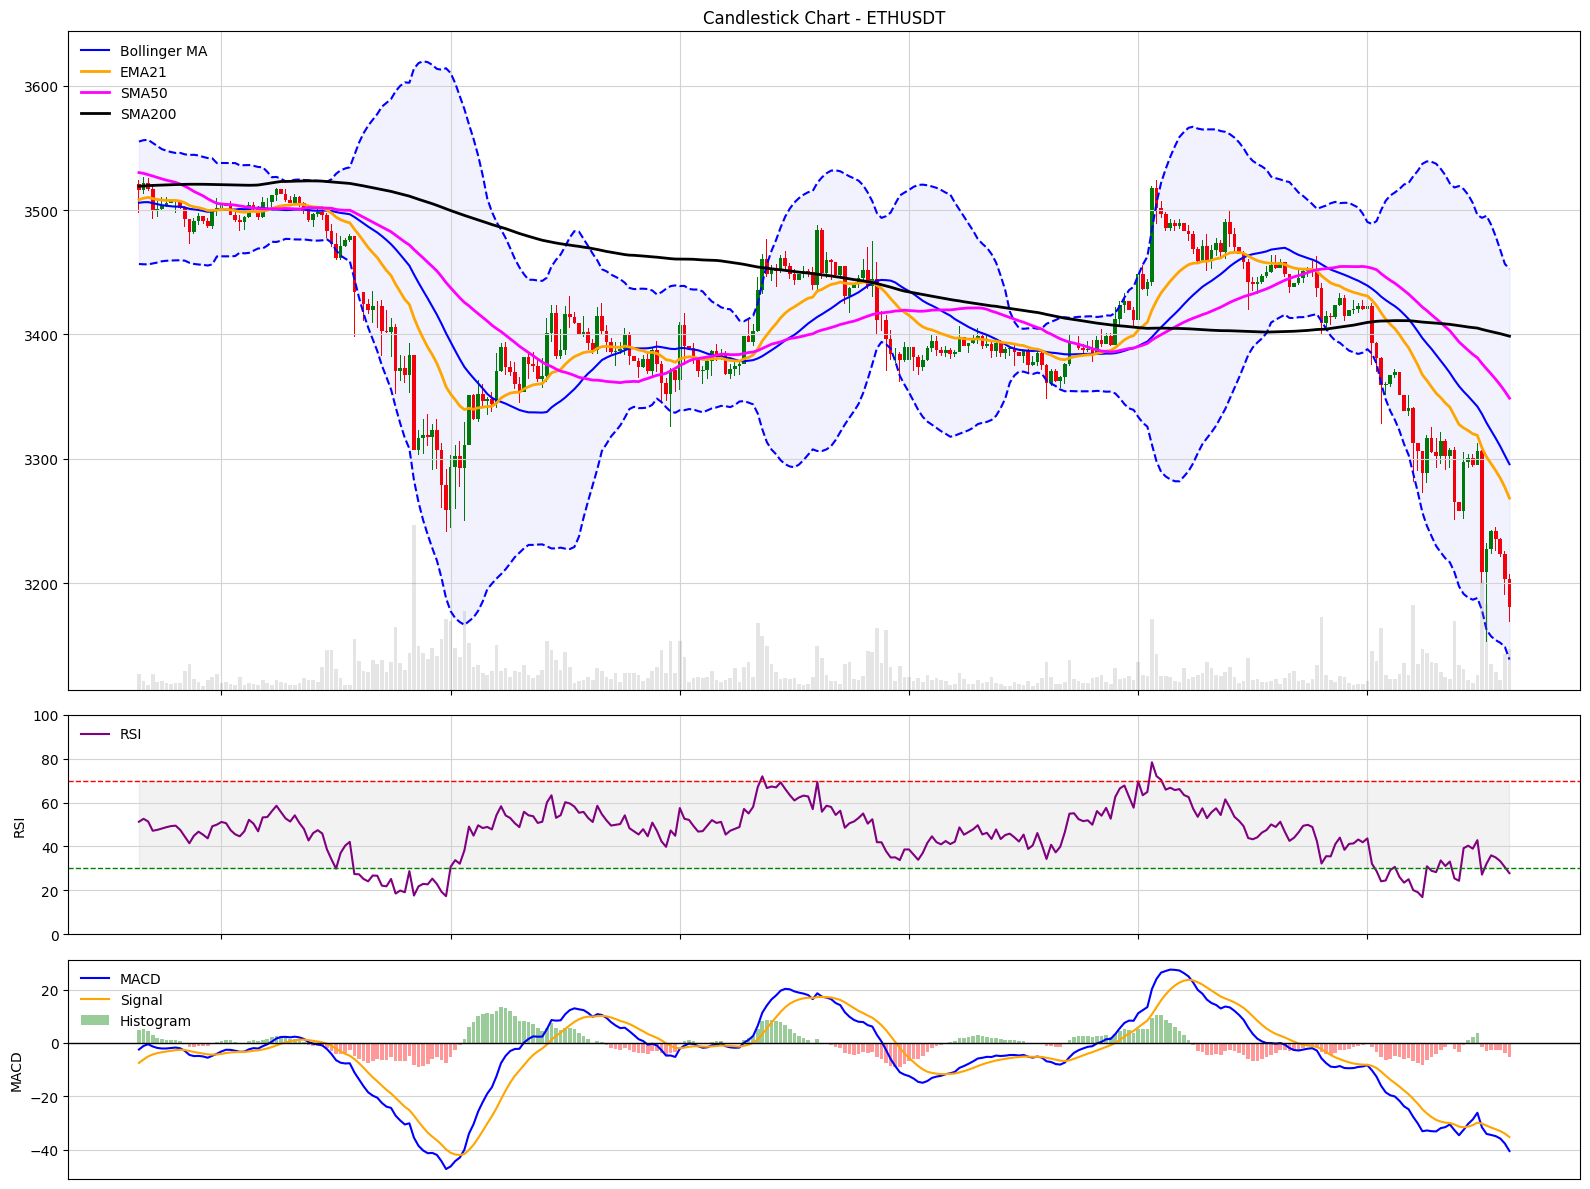 Candlestick Chart - ETHUSDT
Bollinger MA
EMA21
SMA50
SMA200
3600
3500
3400
3300
3200
RSI
100
80
60
40
20
0
RSI
MACD
Signal
Histogram
20
0
−20
−40
MACD